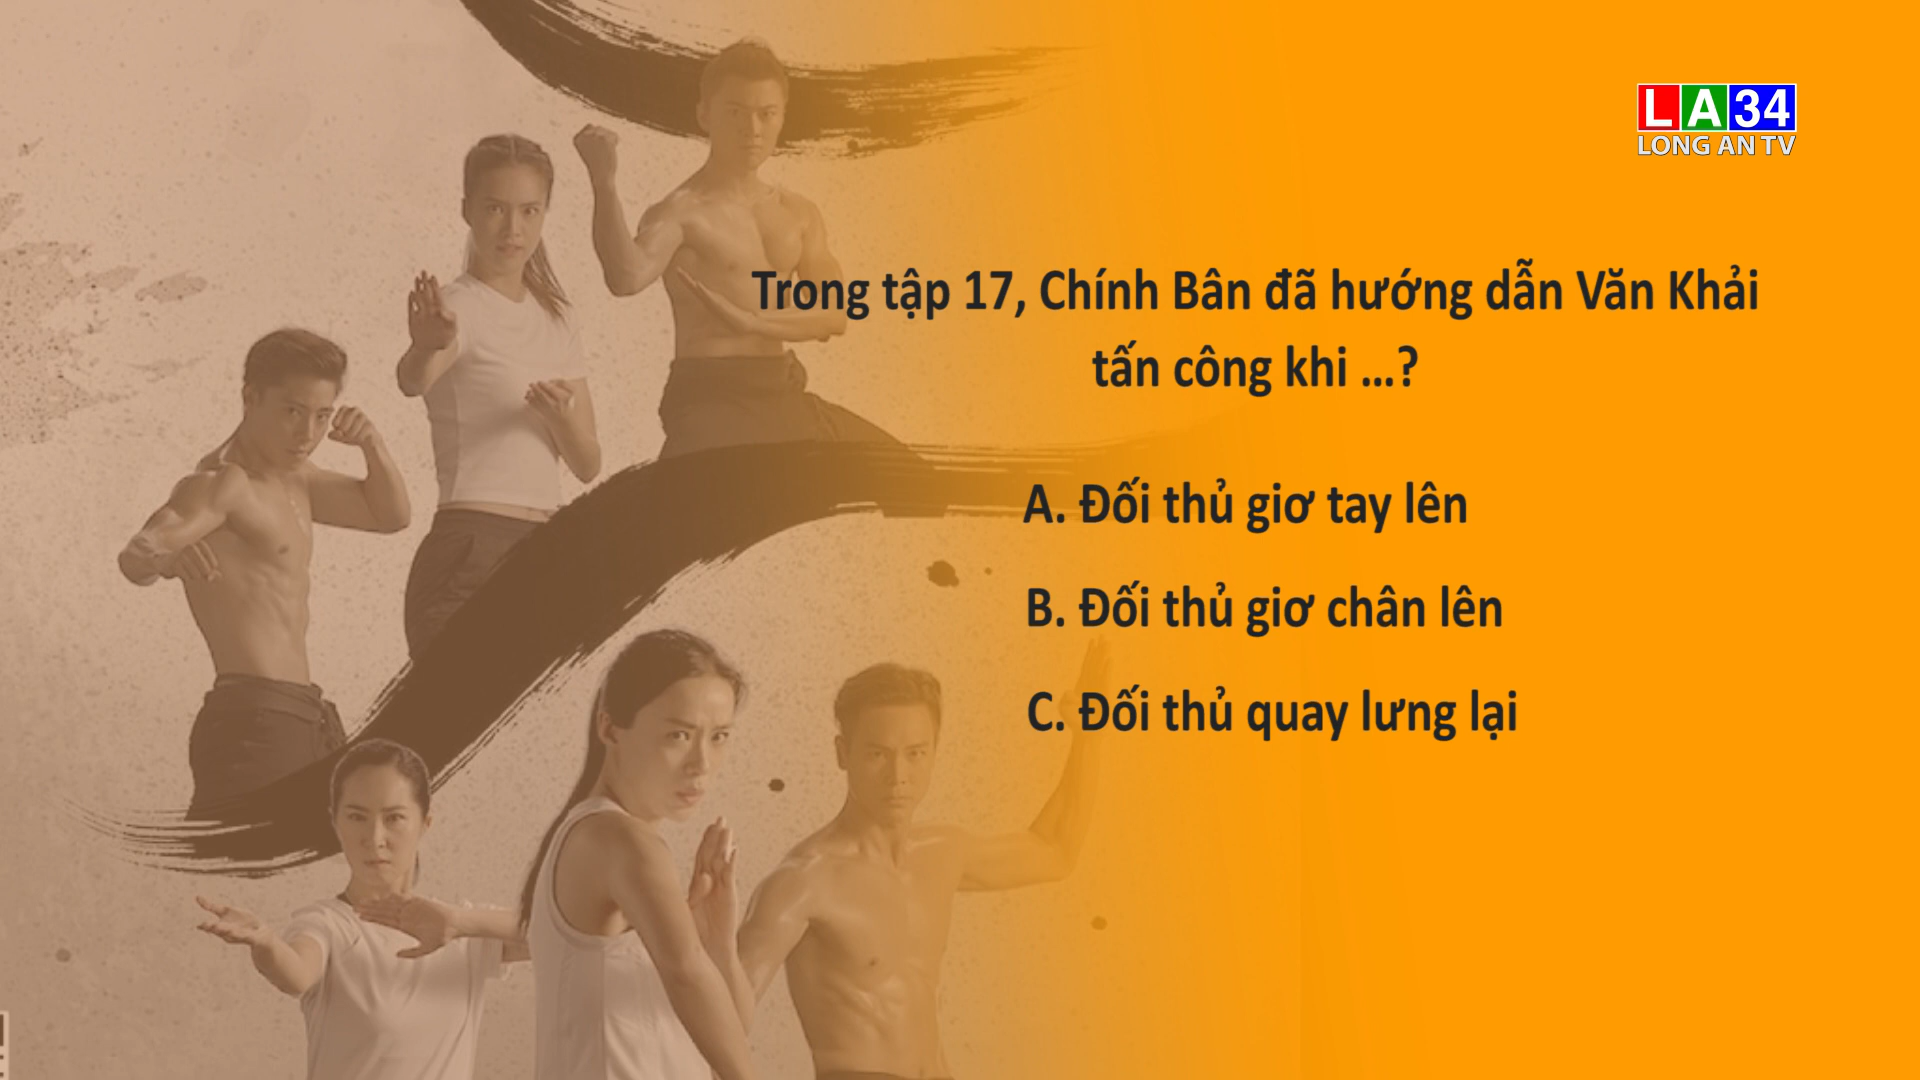 LA34
LONG AN TV
Trong tập 17, Chính Bân đã hướng dẫn Văn Khải
tấn công khi ...?
A. Đối thủ giơ tay lên
B. Đối thủ giơ chân lên
C. Đối thủ quay lưng lại